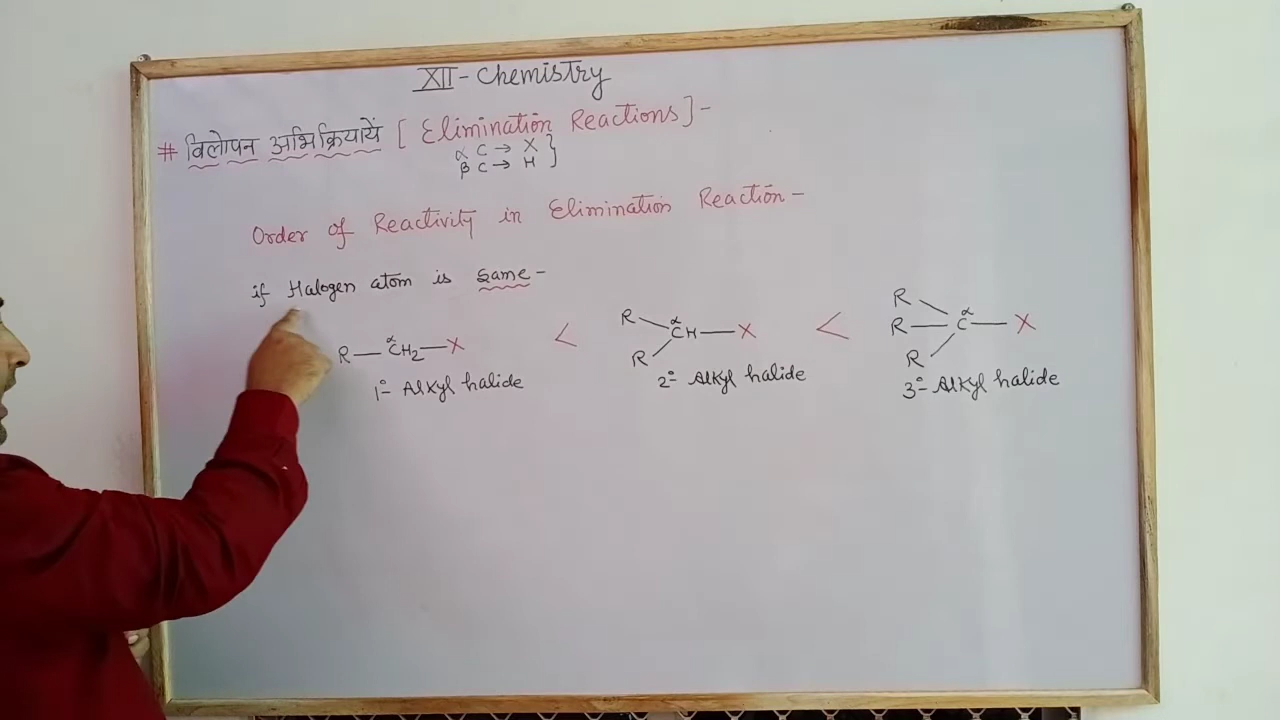 XII - Chemistry
# विलोपन अभिक्रियायें [ Elimination Reactions ] -
α C → X }
β C → H
Order of Reactivity in Elimination Reaction -
if Halogen atom is same -
R — CH₂ — X < R R CH — X < R R R C — X
α α α
1° - Alkyl halide 2° - Alkyl halide 3° - Alkyl halide